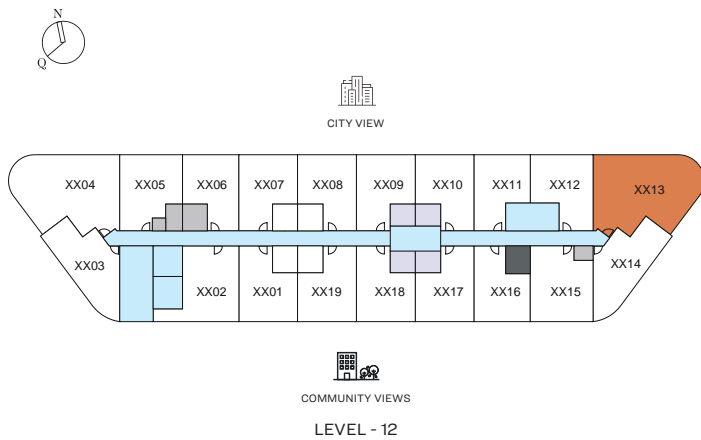 N
Q
CITY VIEW
XX04 XX05 XX06 XX07 XX08 XX09 XX10 XX11 XX12 XX13
XX03 XX02 XX01 XX19 XX18 XX17 XX16 XX15 XX14
COMMUNITY VIEWS
LEVEL - 12